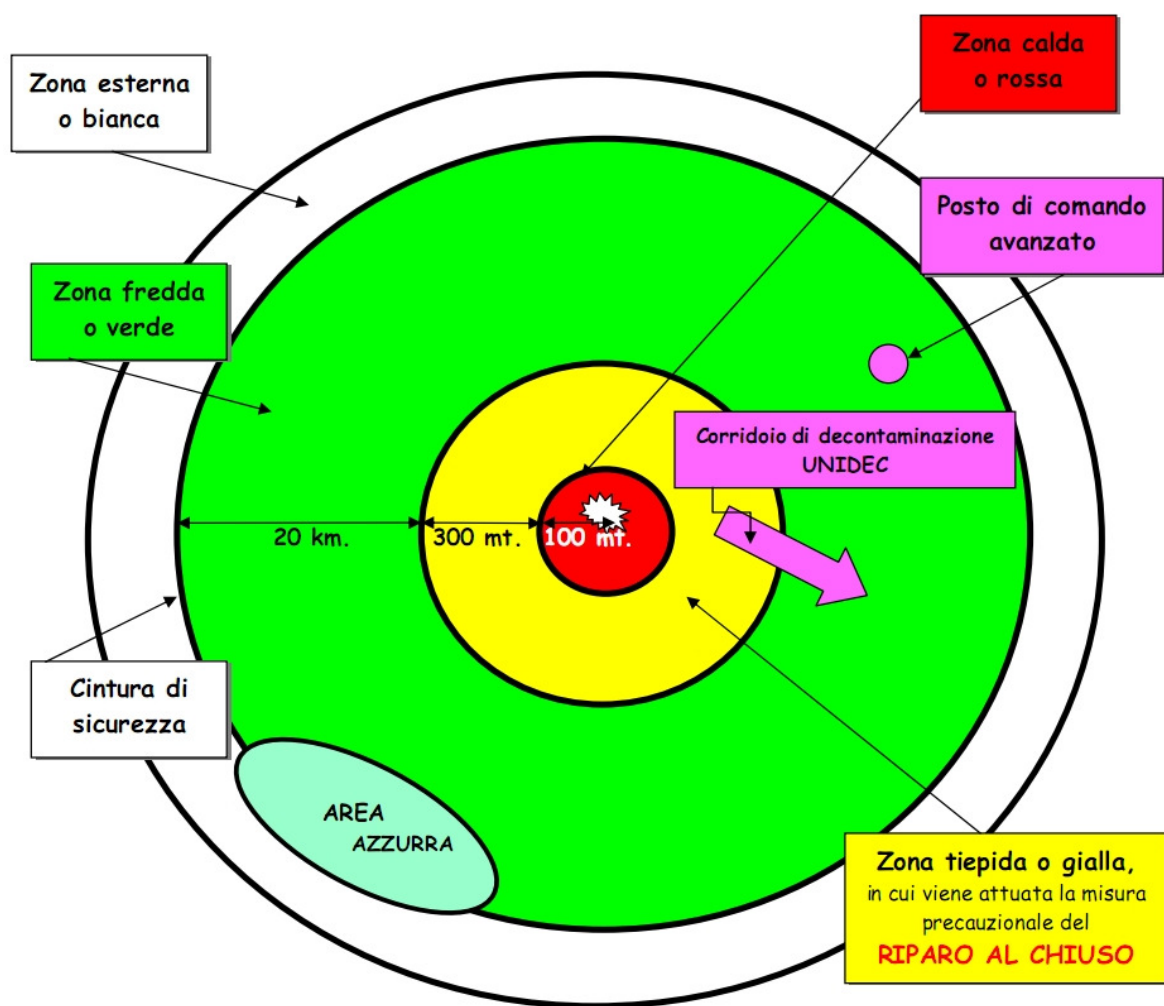 Zona calda
o rossa
Zona esterna
o bianca
Posto di comando
avanzato
Zona fredda
o verde
Corridoio di decontaminazione
UNIDEC
20 km.
300 mt.
100 mt.
Cintura di
sicurezza
AREA
AZZURRA
Zona tiepida o gialla,
in cui viene attuata la misura
precauzionale del
RIPARO AL CHIUSO